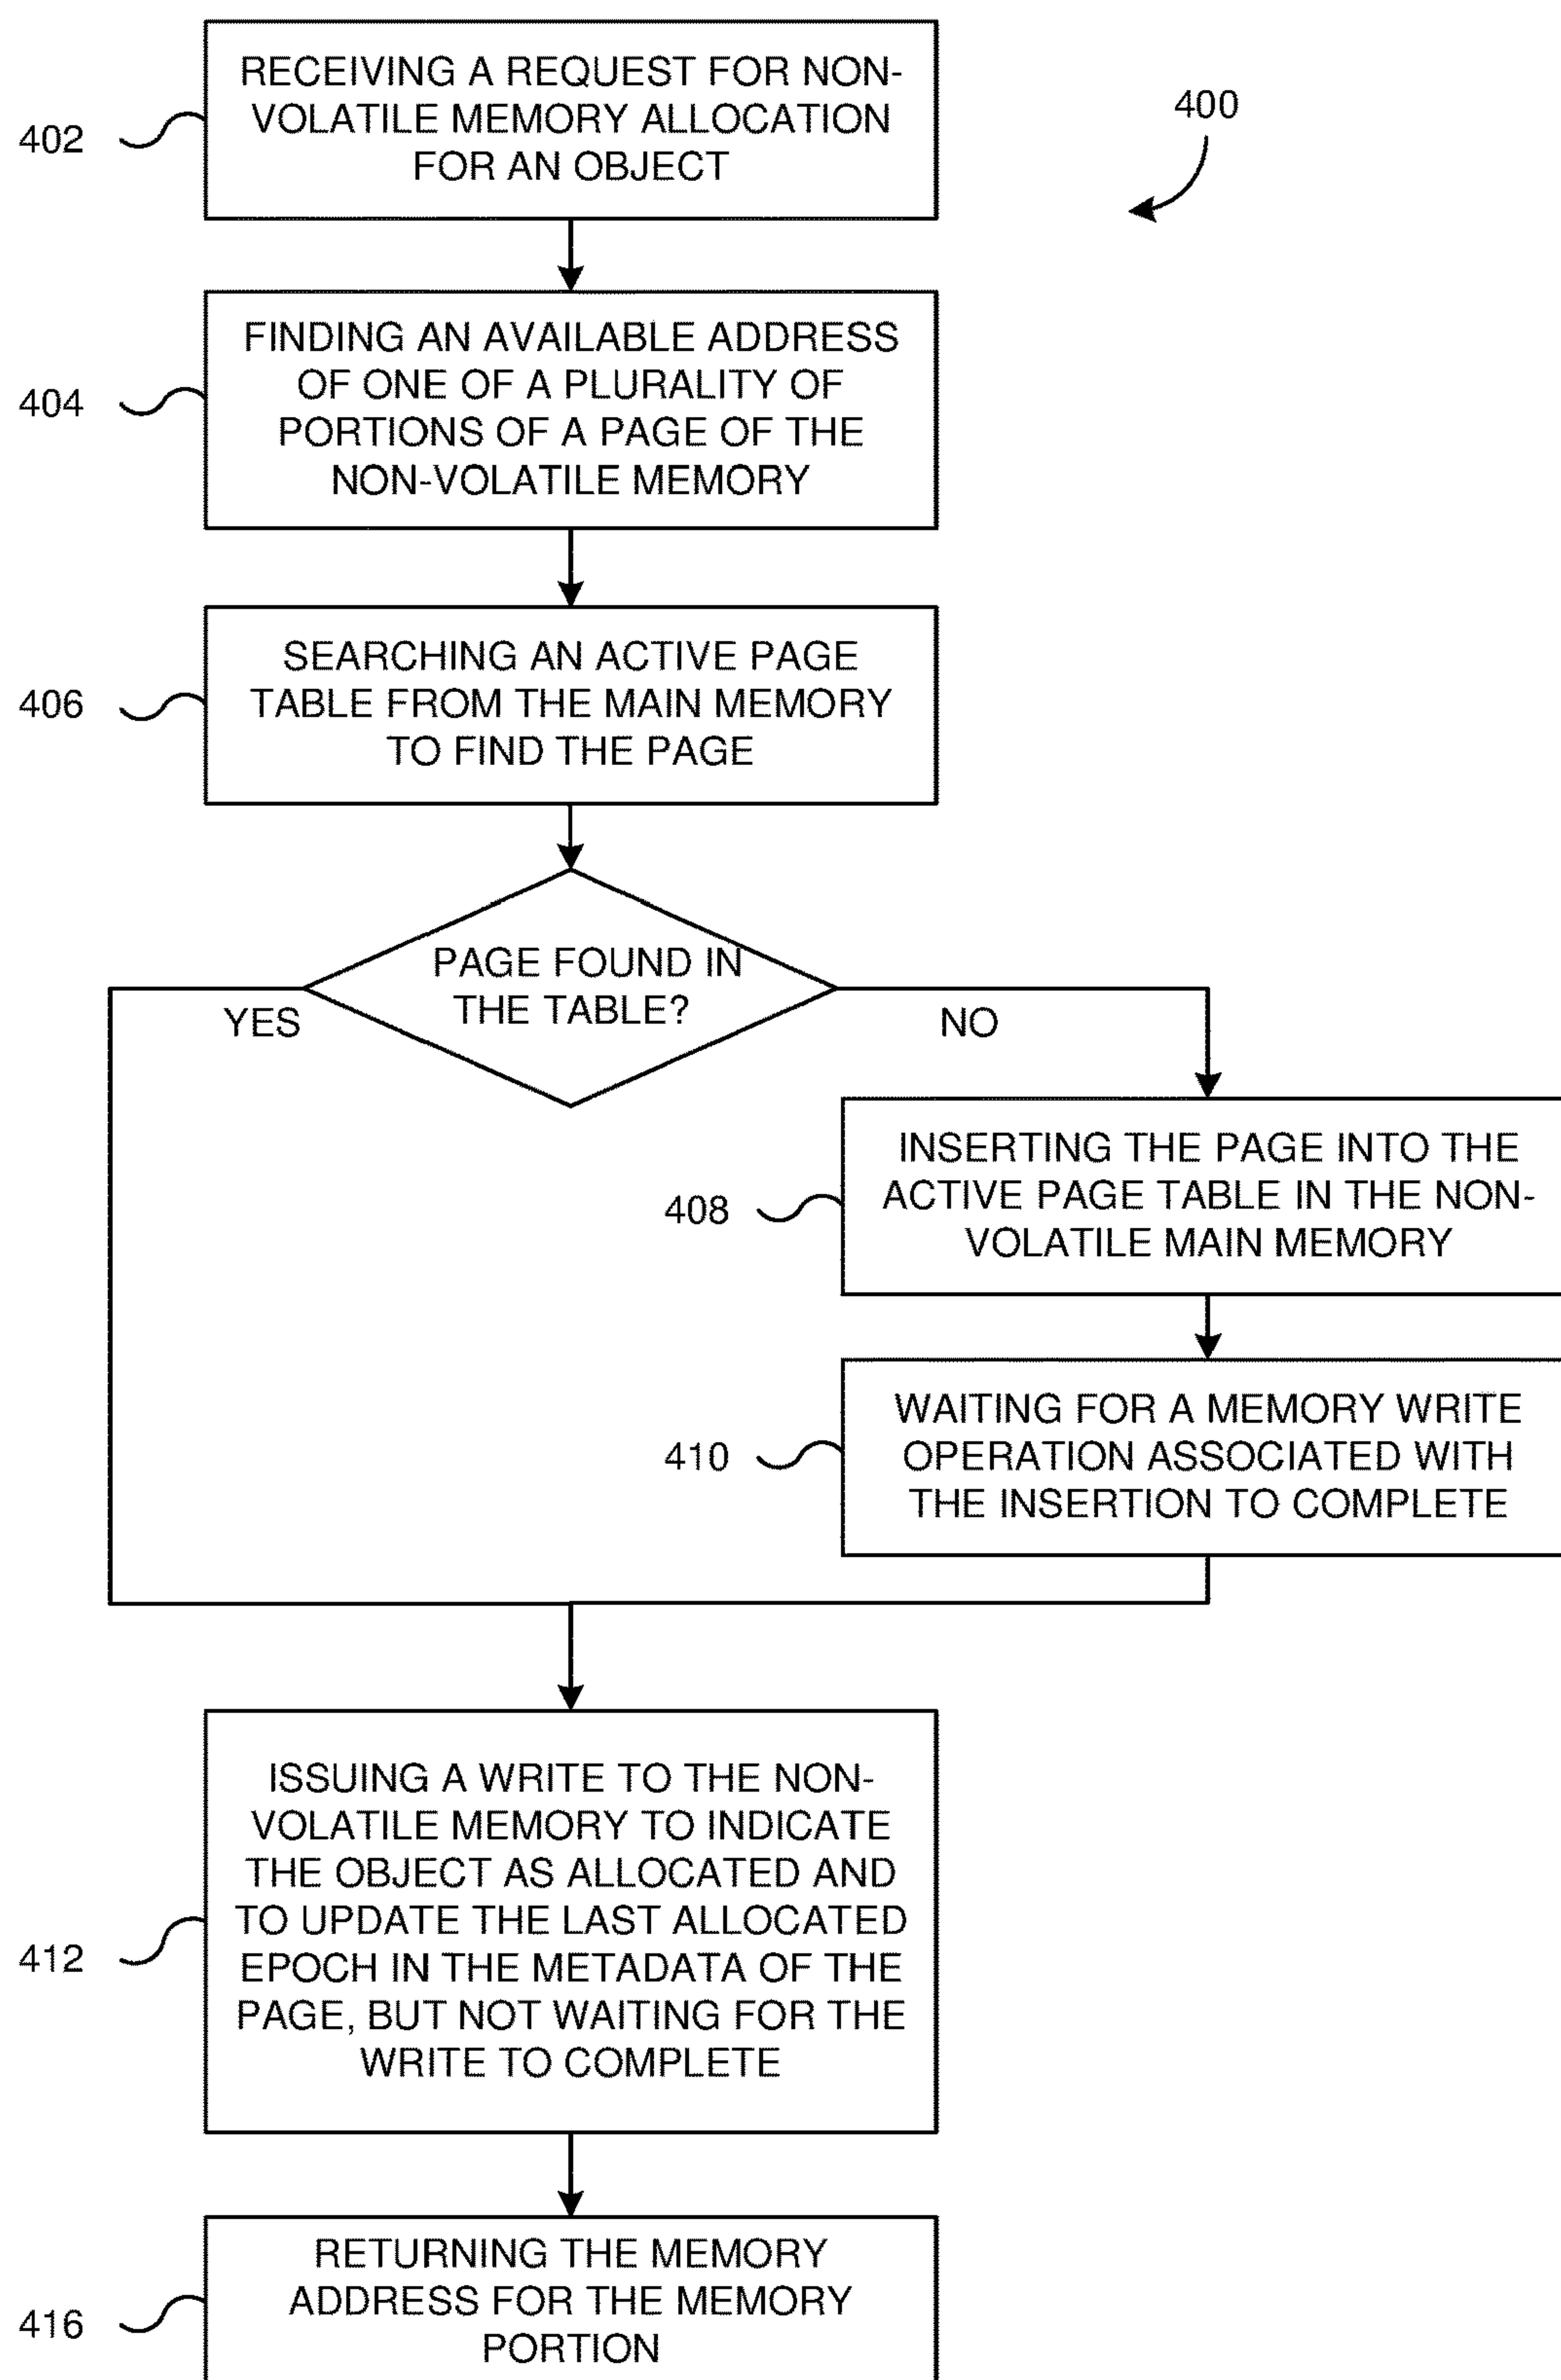 400
402
RECEIVING A REQUEST FOR NON-
VOLATILE MEMORY ALLOCATION
FOR AN OBJECT
404
FINDING AN AVAILABLE ADDRESS
OF ONE OF A PLURALITY OF
PORTIONS OF A PAGE OF THE
NON-VOLATILE MEMORY
406
SEARCHING AN ACTIVE PAGE
TABLE FROM THE MAIN MEMORY
TO FIND THE PAGE
PAGE FOUND IN
THE TABLE?
YES
NO
408
INSERTING THE PAGE INTO THE
ACTIVE PAGE TABLE IN THE NON-
VOLATILE MAIN MEMORY
410
WAITING FOR A MEMORY WRITE
OPERATION ASSOCIATED WITH
THE INSERTION TO COMPLETE
412
ISSUING A WRITE TO THE NON-
VOLATILE MEMORY TO INDICATE
THE OBJECT AS ALLOCATED AND
TO UPDATE THE LAST ALLOCATED
EPOCH IN THE METADATA OF THE
PAGE, BUT NOT WAITING FOR THE
WRITE TO COMPLETE
416
RETURNING THE MEMORY
ADDRESS FOR THE MEMORY
PORTION